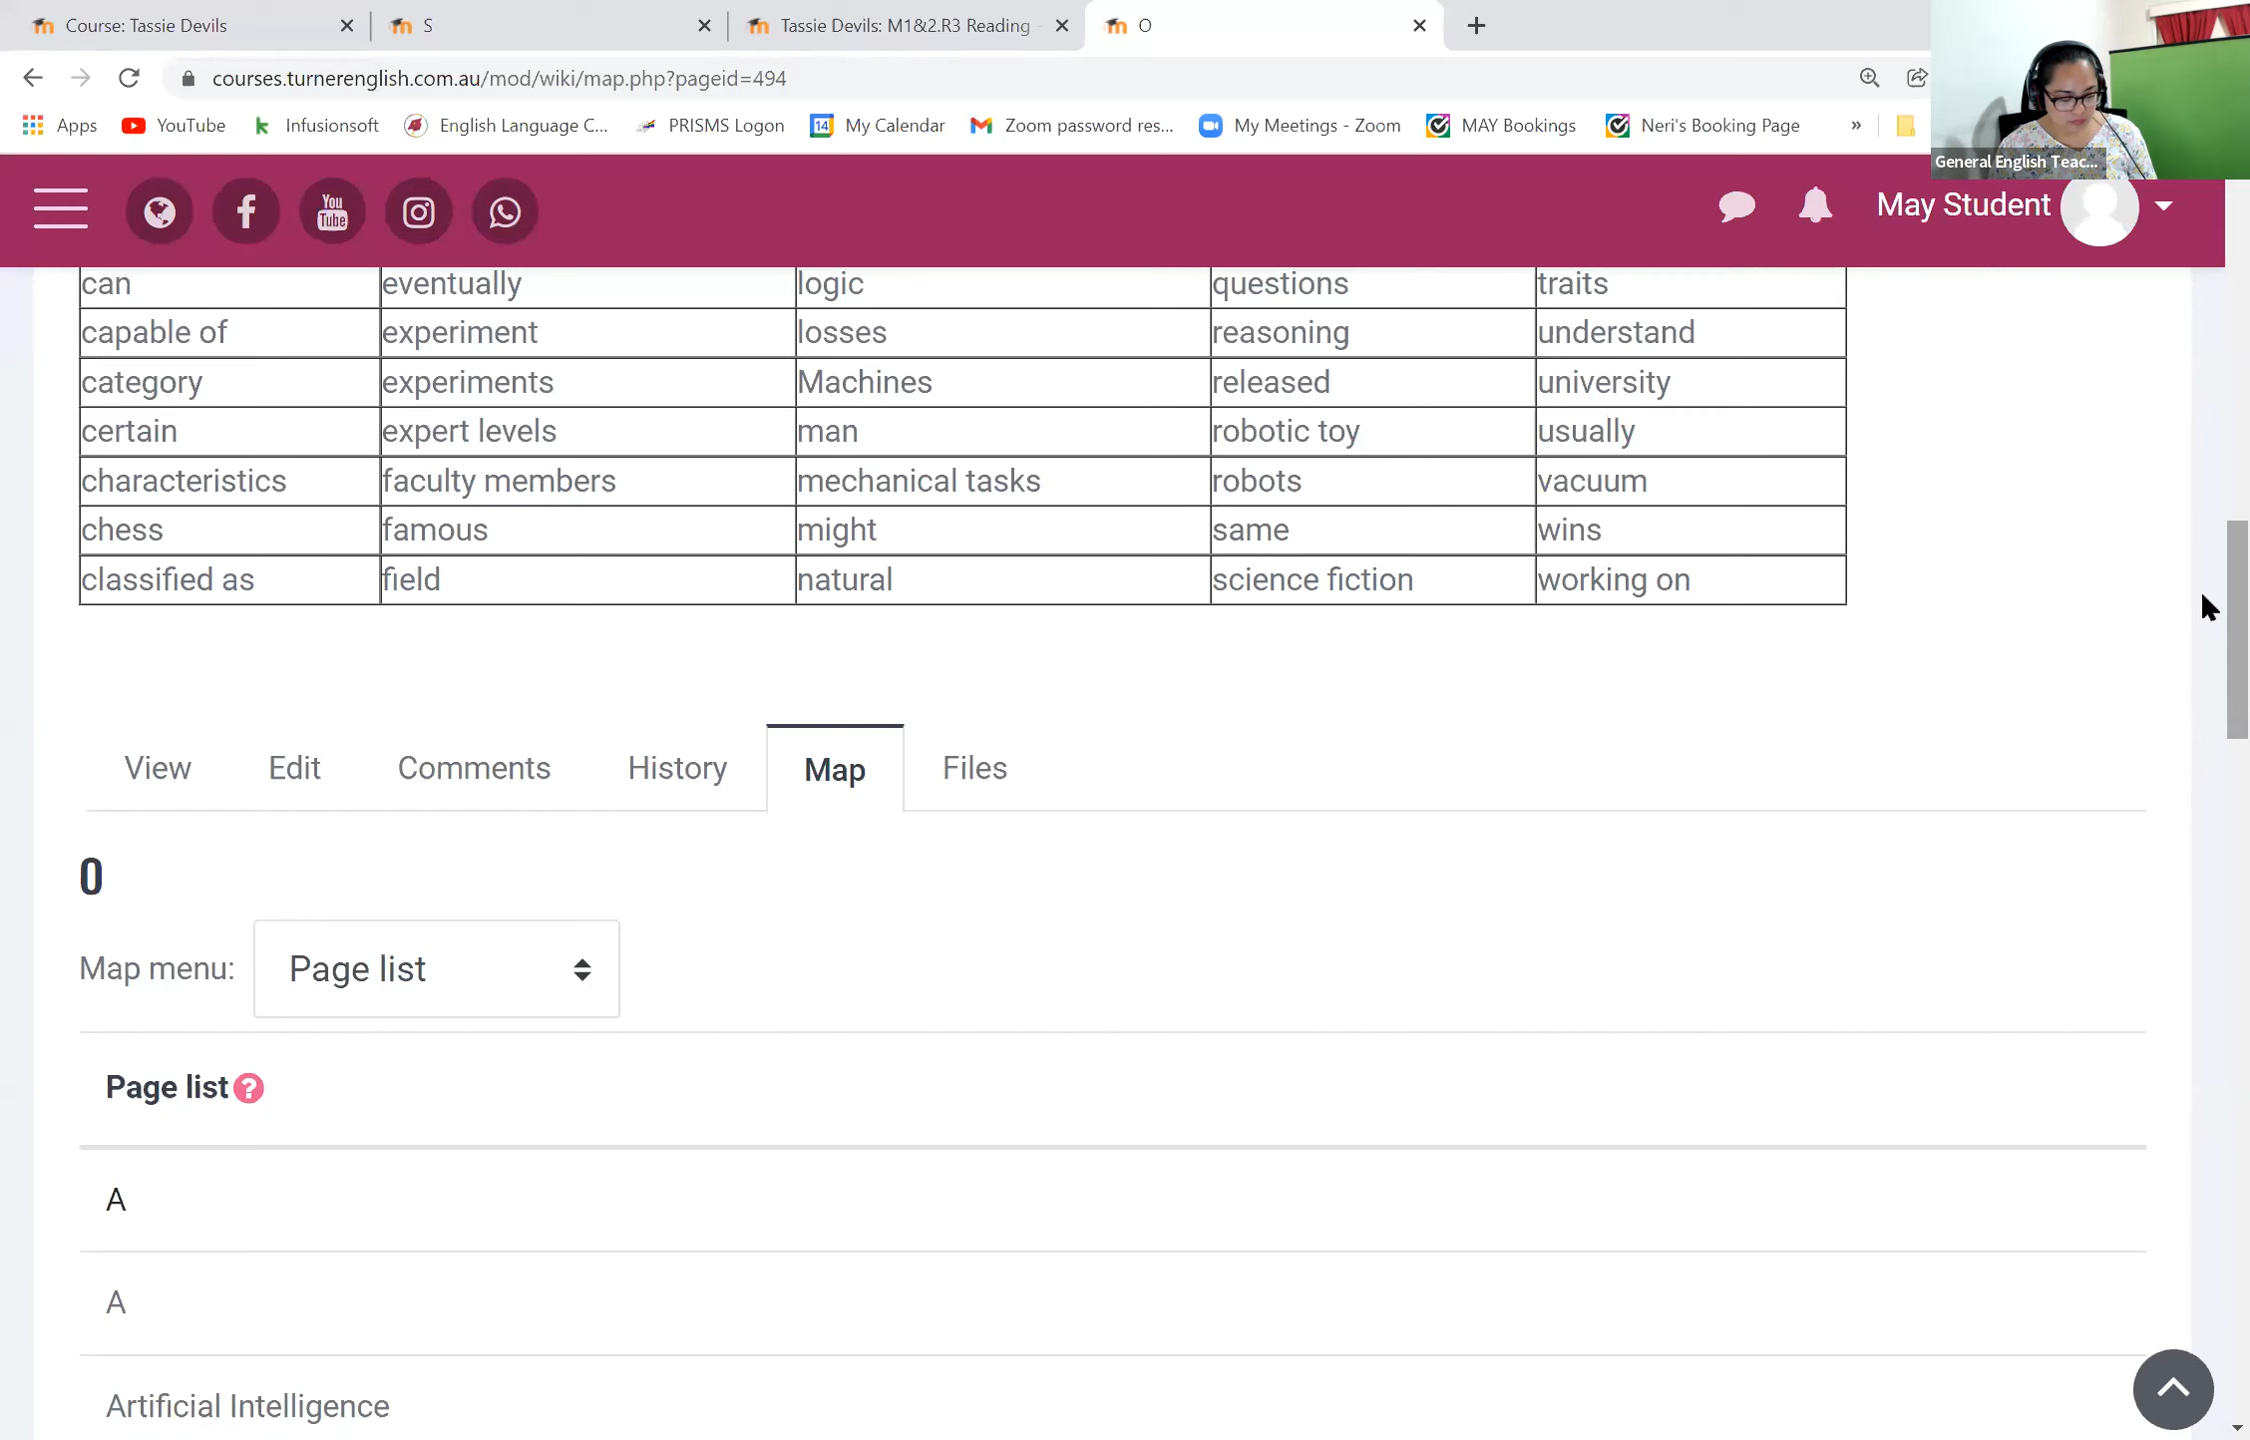 Course: Tassie Devils
S
Tassie Devils: M1&2.R3 Reading
O
courses.turnerenglish.com.au/mod/wiki/map.php?pageid=494
Apps YouTube Infusionsoft English Language C... PRISMS Logon 14 My Calendar Zoom password res... My Meetings - Zoom MAY Bookings Neri's Booking Page »
General English Teac...
You Tube
May Student
can eventually logic questions traits
capable of experiment losses reasoning understand
category experiments Machines released university
certain expert levels man robotic toy usually
characteristics faculty members mechanical tasks robots vacuum
chess famous might same wins
classified as field natural science fiction working on
View Edit Comments History Map Files
O
Map menu: Page list
Page list ?
A
A
Artificial Intelligence